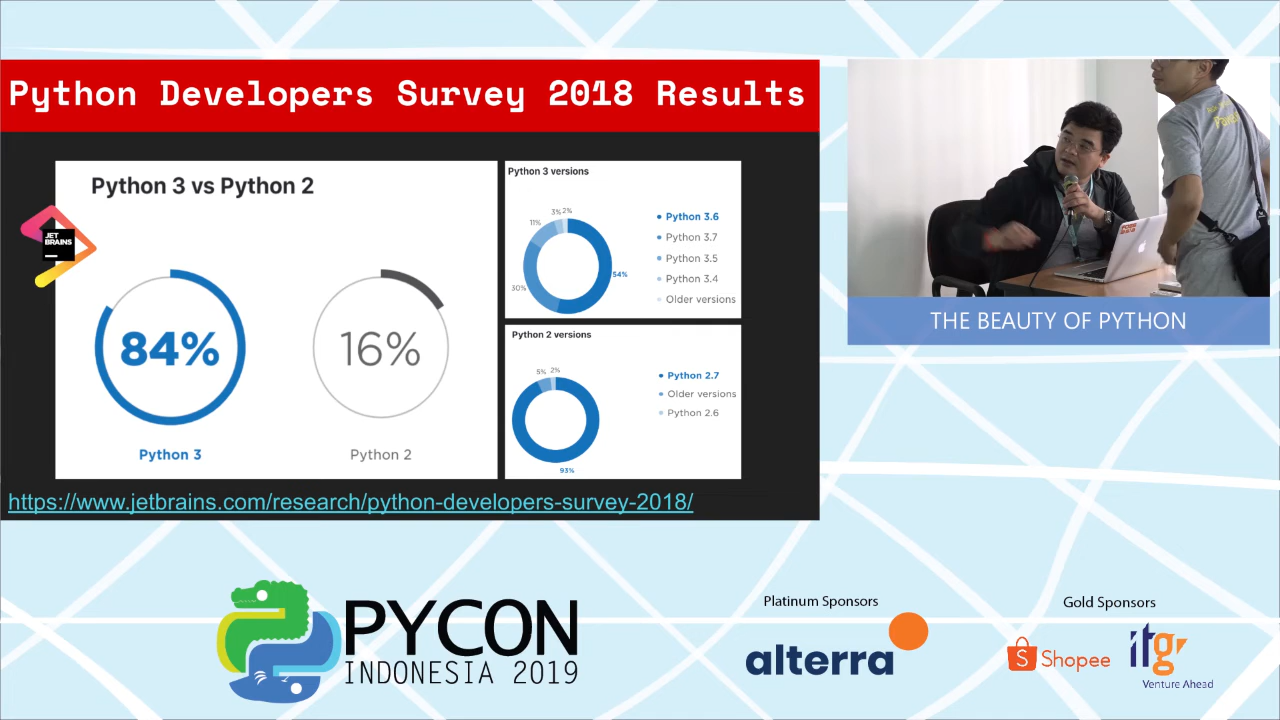 Python Developers Survey 2018 Results
Python 3 vs Python 2
JET
BRAINS
84%
16%
Python 3
Python 2
Python 3 versions
3%
2%
11%
30%
54%
Python 3.6
Python 3.7
Python 3.5
Python 3.4
Older versions
Python 2 versions
5%
2%
93%
Python 2.7
Older versions
Python 2.6
https://www.jetbrains.com/research/python-developers-survey-2018/
THE BEAUTY OF PYTHON
PYCON
INDONESIA 2019
Platinum Sponsors
alterra
Gold Sponsors
S Shopee
itg
Venture Ahead